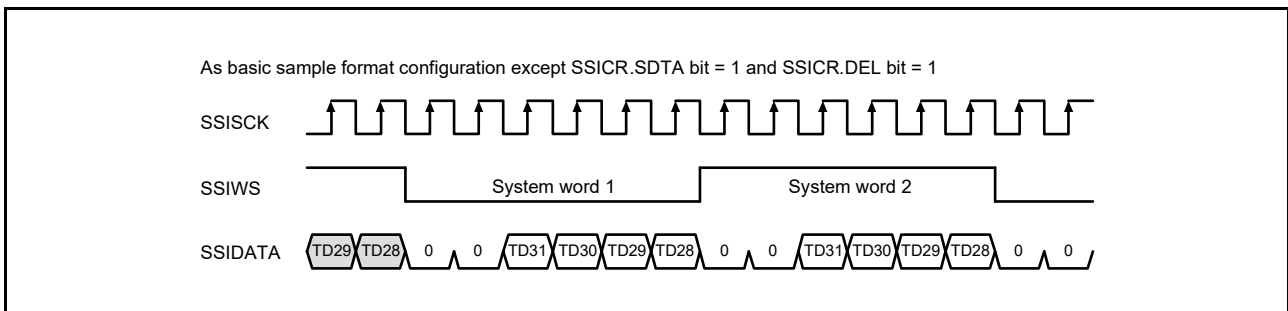 As basic sample format configuration except SSICR.SDTA bit = 1 and SSICR.DEL bit = 1
SSISCK
SSIWS System word 1 System word 2
SSIDATA TD29 TD28 0 0 TD31 TD30 TD29 TD28 0 0 TD31 TD30 TD29 TD28 0 0